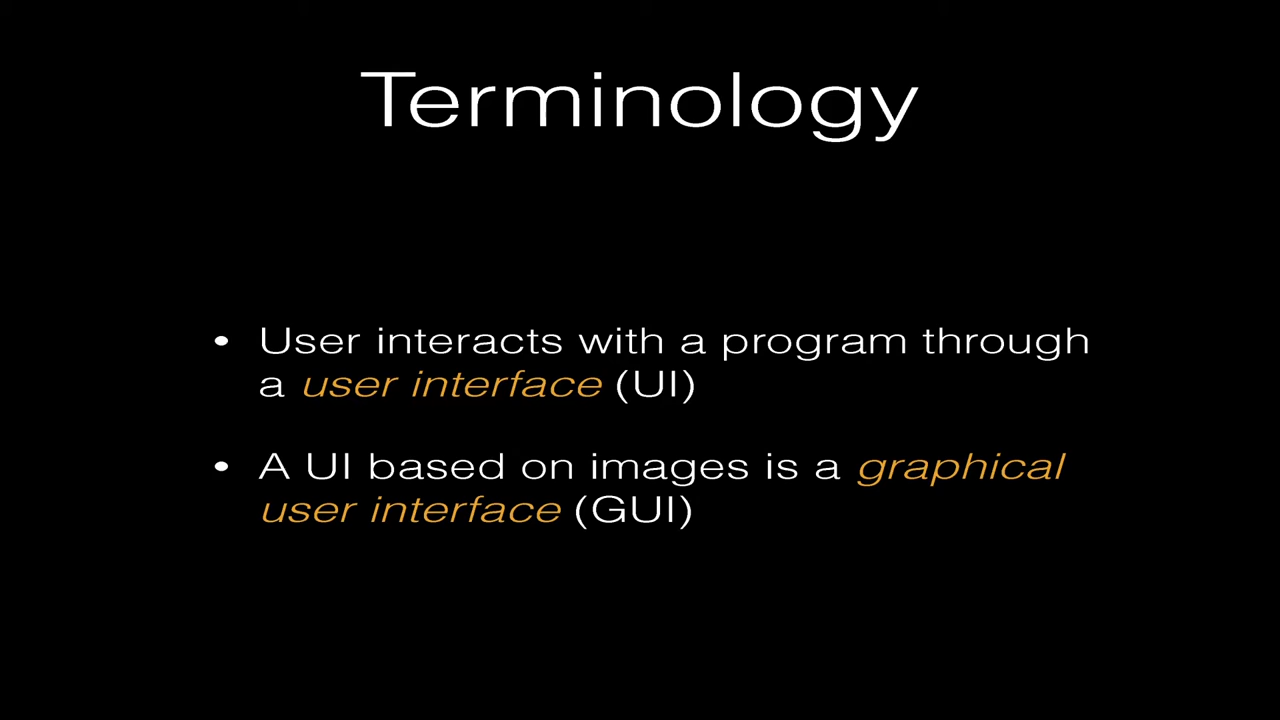 Terminology
• User interacts with a program through
a user interface (UI)
• A UI based on images is a graphical
user interface (GUI)